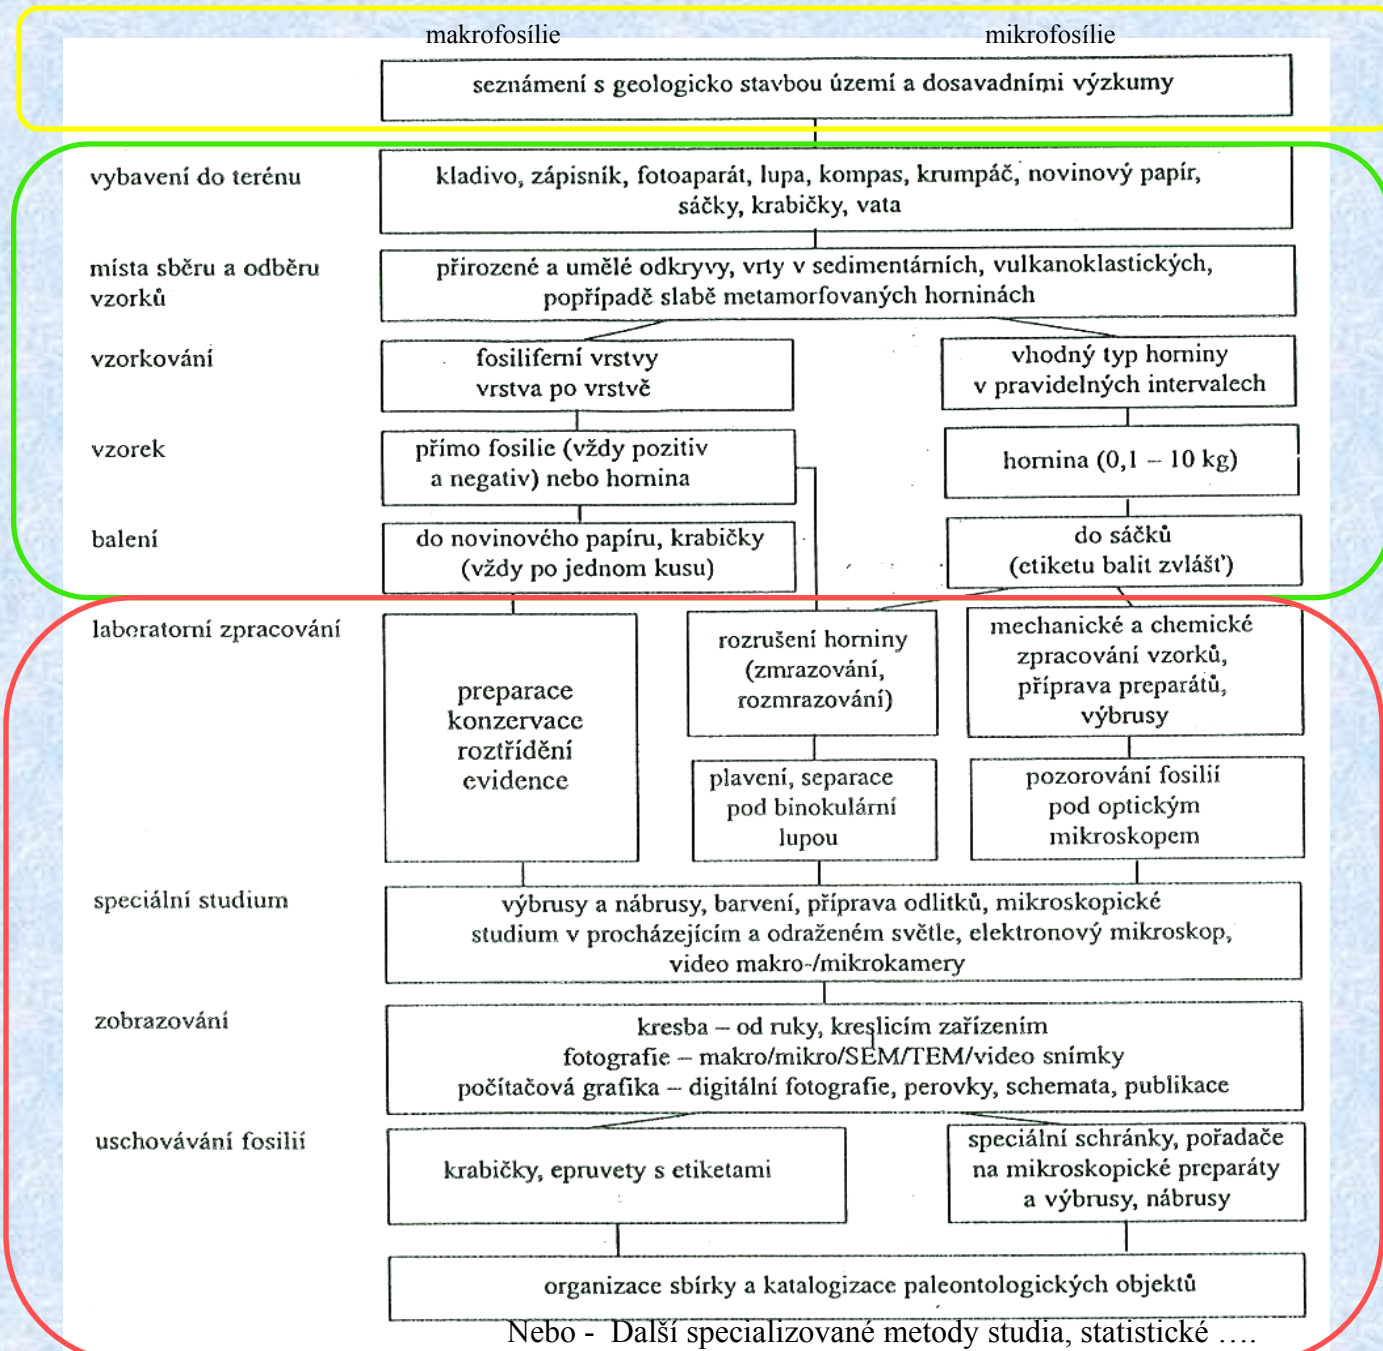 makrofosílie
mikrofosílie
seznámení s geologicko stavbou území a dosavadními výzkumy
vybavení do terénu
kladivo, zápisník, fotoaparát, lupa, kompas, krumpáč, novinový papír,
sáčky, krabičky, vata
místa sběru a odběru
vzorků
přirozené a umělé odkryvy, vrty v sedimentárních, vulkanoklastických,
popřípadě slabě metamorfovaných horninách
vzorkování
fosiliferní vrstvy
vrstva po vrstvě
vhodný typ horniny
v pravidelných intervalech
vzorek
přímo fosilie (vždy pozitiv
a negativ) nebo hornina
hornina (0,1 – 10 kg)
balení
do novinového papíru, krabičky
(vždy po jednom kusu)
do sáčků
(etiketu balit zvlášť)
laboratorní zpracování
preparace
konzervace
roztřídění
evidence
rozrušení horniny
(zmrazování,
rozmrazování)
mechanické a chemické
zpracování vzorků,
příprava preparátů,
výbrusy
plavení, separace
pod binokulární
lupou
pozorování fosilií
pod optickým
mikroskopem
speciální studium
výbrusy a nábrusy, barvení, příprava odlitků, mikroskopické
studium v procházejícím a odraženém světle, elektronový mikroskop,
video makro-/mikrokamery
zobrazování
kresba – od ruky, kreslicím zařízením
fotografie – makro/mikro/SEM/TEM/video snímky
počítačová grafika – digitální fotografie, perovky, schemata, publikace
uschovávání fosilií
krabičky, epruvety s etiketami
speciální schránky, pořadače
na mikroskopické preparáty
a výbrusy, nábrusy
organizace sbírky a katalogizace paleontologických objektů
Nebo - Další specializované metody studia, statistické ….